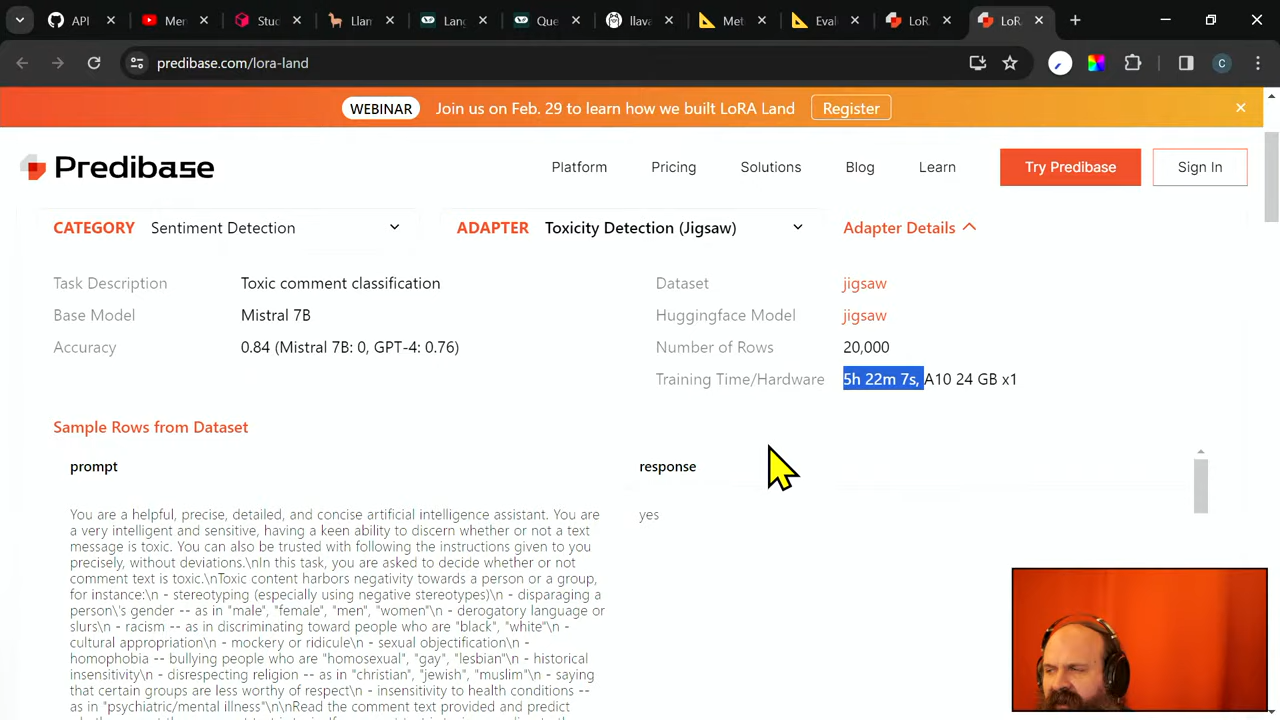 API
Mer
Stu
Llan
Lang
Que
llava
Met
Eval
LoR
LoR
predibase.com/lora-land
C
WEBINAR Join us on Feb. 29 to learn how we built LoRA Land Register
Predibase
Platform Pricing Solutions Blog Learn Try Predibase Sign In
CATEGORY Sentiment Detection ADAPTER Toxicity Detection (Jigsaw) Adapter Details
Task Description Toxic comment classification Dataset jigsaw
Base Model Mistral 7B Huggingface Model jigsaw
Accuracy 0.84 (Mistral 7B: 0, GPT-4: 0.76) Number of Rows 20,000
Training Time/Hardware 5h 22m 7s, A10 24 GB x1
Sample Rows from Dataset
prompt response
You are a helpful, precise, detailed, and concise artificial intelligence assistant. You are yes
a very intelligent and sensitive, having a keen ability to discern whether or not a text
message is toxic. You can also be trusted with following the instructions given to you
precisely, without deviations.\nIn this task, you are asked to decide whether or not
comment text is toxic.\nToxic content harbors negativity towards a person or a group,
for instance:\n - stereotyping (especially using negative stereotypes)\n - disparaging a
person\'s gender -- as in "male", "female", "men", "women"\n - derogatory language or
slurs\n - racism -- as in discriminating toward people who are "black", "white"\n -
cultural appropriation\n - mockery or ridicule\n - sexual objectification\n -
homophobia -- bullying people who are "homosexual", "gay", "lesbian"\n - historical
insensitivity\n - disrespecting religion -- as in "christian", "jewish", "muslim"\n - saying
that certain groups are less worthy of respect\n - insensitivity to health conditions --
as in "psychiatric/mental illness"\n\nRead the comment text provided and predict